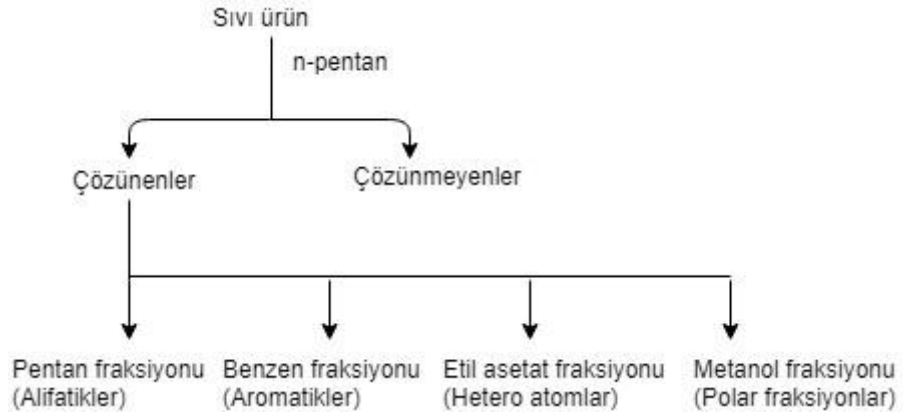 Sıvı ürün
n-pentan
Çözünenler
Çözünmeyenler
Pentan fraksiyonu
(Alifatikler)
Benzen fraksiyonu
(Aromatikler)
Etil asetat fraksiyonu
(Hetero atomlar)
Metanol fraksiyonu
(Polar fraksiyonlar)